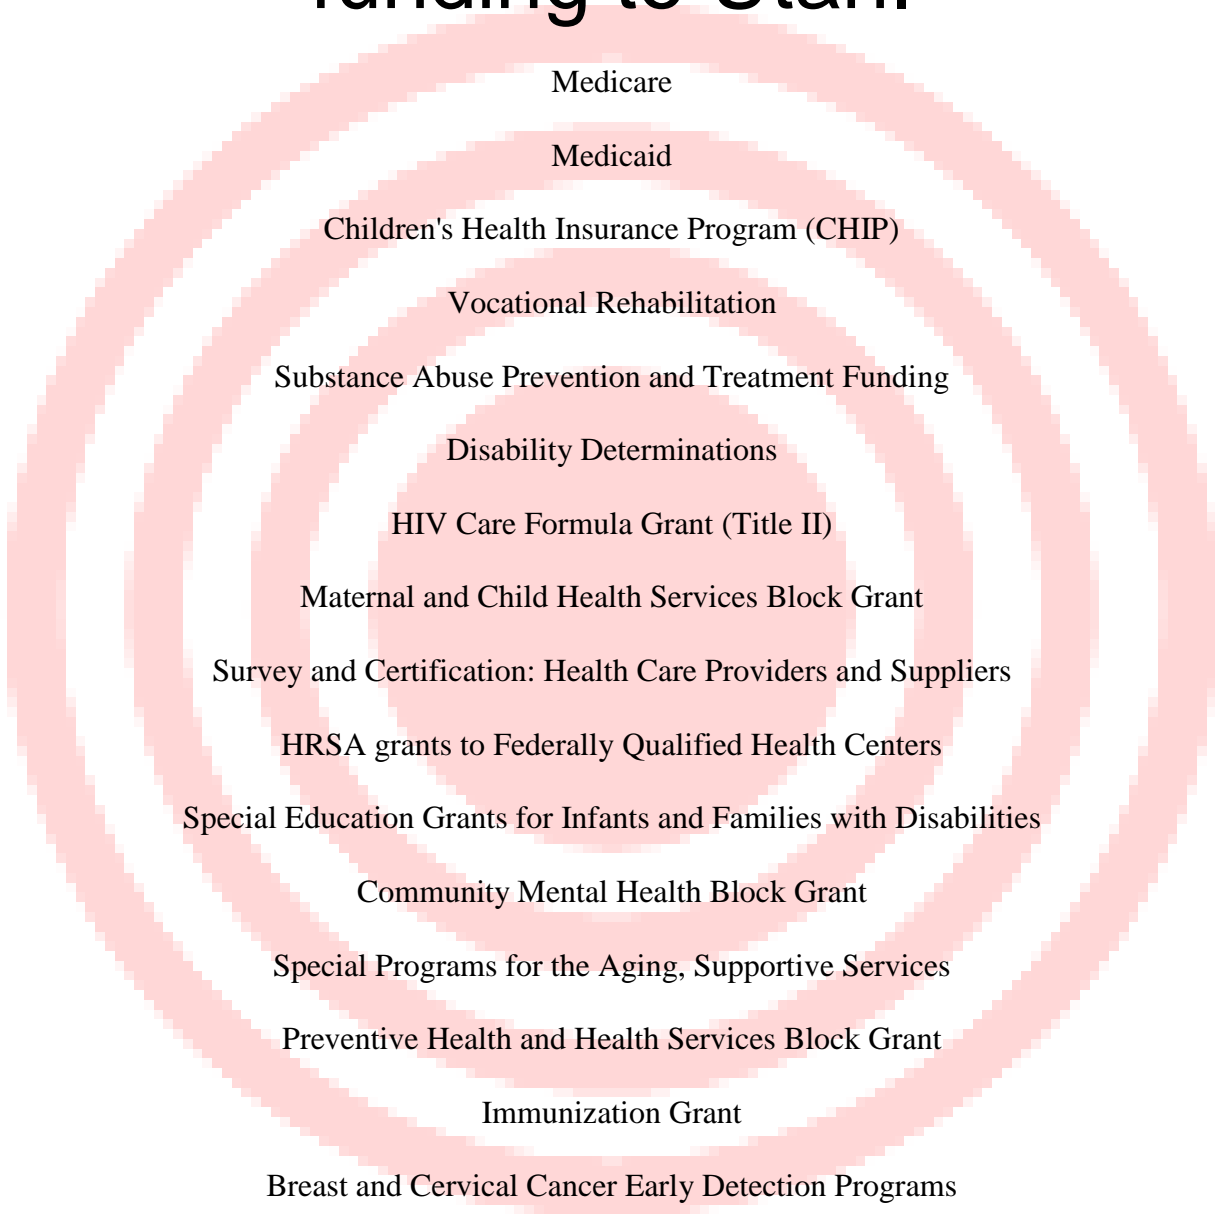 funding to Utah:
Medicare
Medicaid
Children's Health Insurance Program (CHIP)
Vocational Rehabilitation
Substance Abuse Prevention and Treatment Funding
Disability Determinations
HIV Care Formula Grant (Title II)
Maternal and Child Health Services Block Grant
Survey and Certification: Health Care Providers and Suppliers
HRSA grants to Federally Qualified Health Centers
Special Education Grants for Infants and Families with Disabilities
Community Mental Health Block Grant
Special Programs for the Aging, Supportive Services
Preventive Health and Health Services Block Grant
Immunization Grant
Breast and Cervical Cancer Early Detection Programs